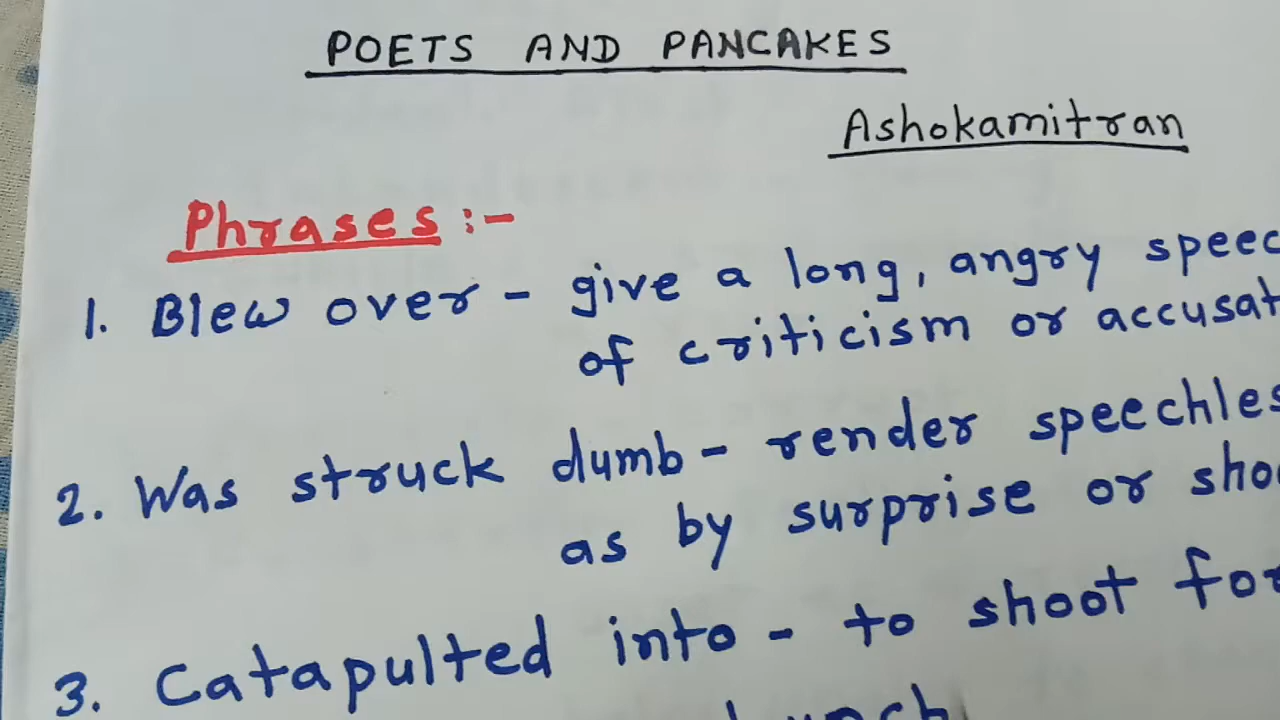 POETS AND PANCAKES
Ashokamitran
Phrases :-
1. Blew over - give a long, angry speec
of criticism or accusat
2. Was struck dumb - render speechles
as by surprise or sho
3. Catapulted into - to shoot for